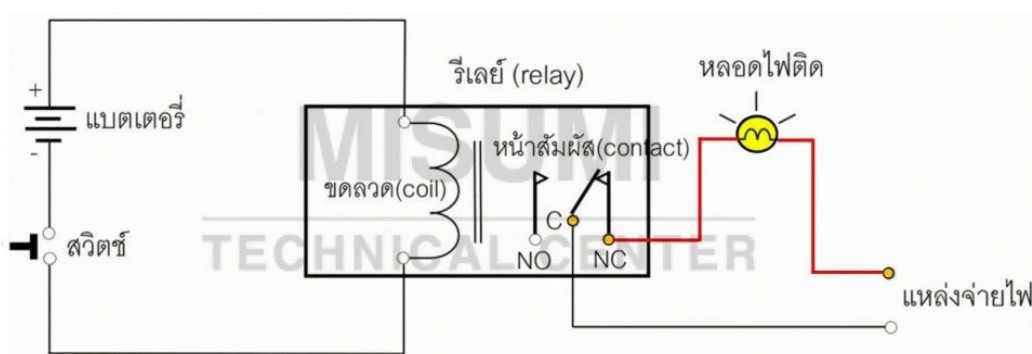 รีเลย์ (relay)
หลอดไฟติด
+
แบตเตอรี่
-
MISUMI
หน้าสัมผัส(contact)
ขดลวด(coil)
C
สวิตช์
TECHNICAL CENTER
NO
NC
แหล่งจ่ายไฟ